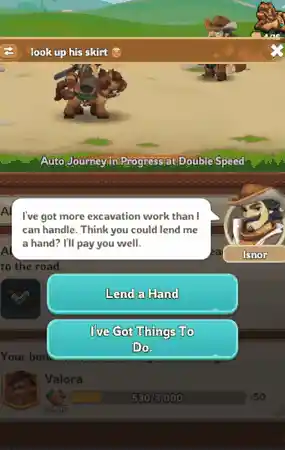 look up his skirt
Auto Journey in Progress at Double Speed
I've got more excavation work than I
can handle. Think you could lend me
a hand? I'll pay you well.
Isnor
to the road.
Lend a Hand
I've Got Things To
Do.
Your bon
Valora
530/3,000